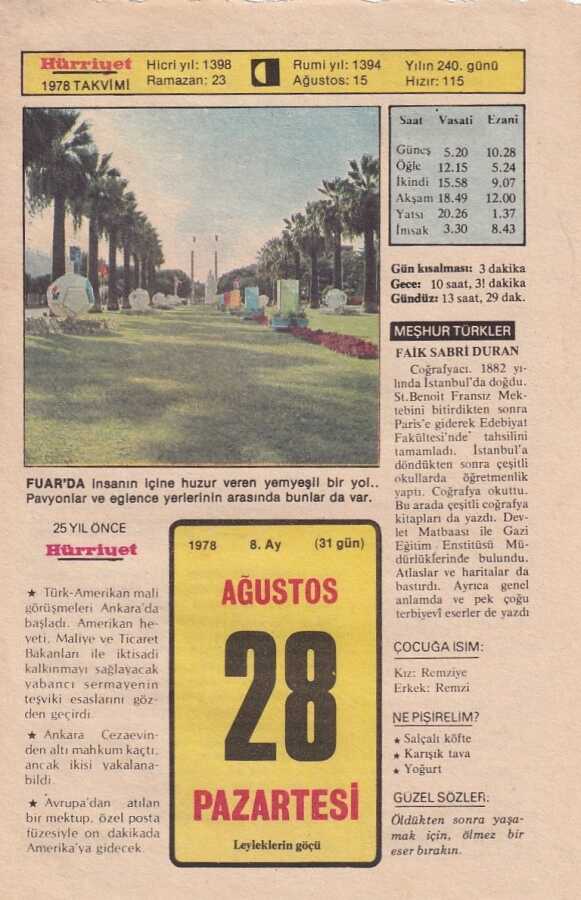 Hürriyet
1978 TAKVİMİ
Hicri yıl: 1398
Ramazan: 23
Rumi yıl: 1394
Ağustos: 15
Yılın 240. günü
Hızır: 115
Saat Vasati Ezani
Güneş 5.20 10.28
Öğle 12.15 5.24
İkindi 15.58 9.07
Akşam 18.49 12.00
Yatsı 20.26 1.37
İmsak 3.30 8.43
Gün kısalması: 3 dakika
Gece: 10 saat, 31 dakika
Gündüz: 13 saat, 29 dak.
FUAR'DA insanın içine huzur veren yemyeşil bir yol..
Pavyonlar ve eglence yerlerinin arasında bunlar da var.
MEŞHUR TÜRKLER
FAİK SABRİ DURAN
Coğrafyacı. 1882 yı-
lında İstanbul'da doğdu.
St.Benoit Fransız Mek-
tebini bitirdikten sonra
Paris'e giderek Edebiyat
Fakültesi'nde tahsilini
tamamladı. İstanbul'a
döndükten sonra çeşitli
okullarda öğretmenlik
yaptı. Coğrafya okuttu.
Bu arada çeşitli coğrafya
kitapları da yazdı. Dev-
let Matbaası ile Gazi
Eğitim Enstitüsü Mü-
dürlüklerinde bulundu.
Atlaslar ve haritalar da
bastırdı. Ayrıca genel
anlamda ve pek çoğu
terbiyevî eserler de yazdı
25 YIL ÖNCE
Hürriyet
★ Türk-Amerikan mali
görüşmeleri Ankara'da
başladı. Amerikan he-
yeti, Maliye ve Ticaret
Bakanları ile iktisadi
kalkınmayı sağlayacak
yabancı sermayenin
teşviki esaslarını göz-
den geçirdi.
★ Ankara Cezaevin-
den altı mahkum kaçtı,
ancak ikisi yakalana-
bildi.
★ Avrupa'dan atılan
bir mektup, özel posta
füzesiyle on dakikada
Amerika'ya gidecek.
1978 8. Ay (31 gün)
AĞUSTOS
28
PAZARTESİ
Leyleklerin göçü
ÇOCUĞA İSİM:
Kız: Remziye
Erkek: Remzi
NE PİŞİRELİM?
★ Salçalı köfte
★ Karışık tava
★ Yoğurt
GÜZEL SÖZLER:
Öldükten sonra yaşa-
mak için, ölmez bir
eser bırakın.